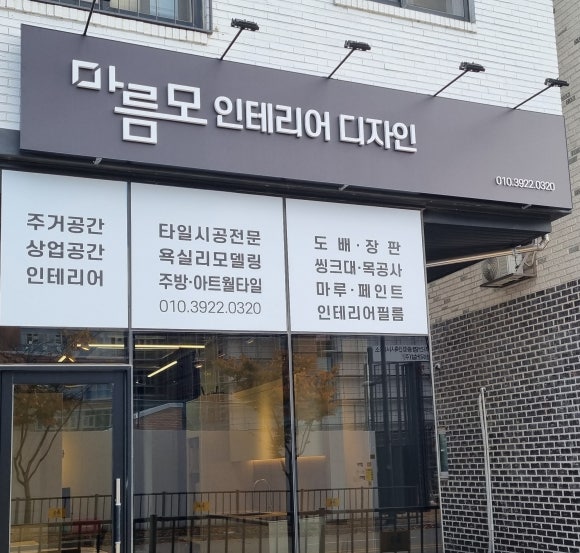 마름모 인테리어 디자인
010.3922.0320
주거공간
상업공간
인테리어
타일시공전문
욕실리모델링
주방·아트월타일
010.3922.0320
도 배·장 판
씽크대·목공사
마루·페인트
인테리어필름